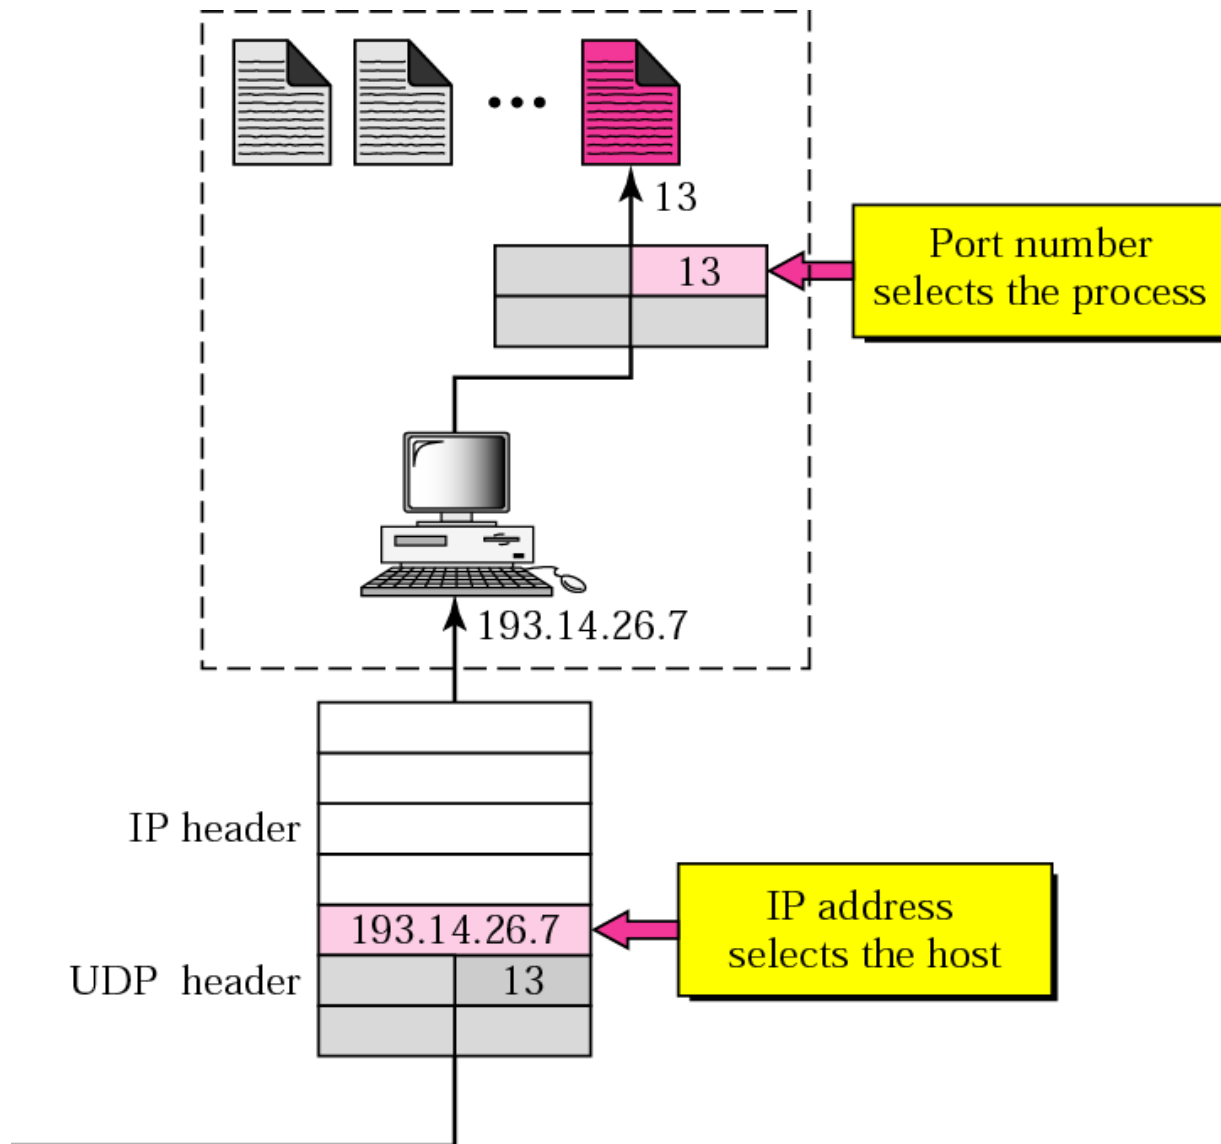 13
13
Port number
selects the process
193.14.26.7
IP header
193.14.26.7
IP address
selects the host
UDP header
13